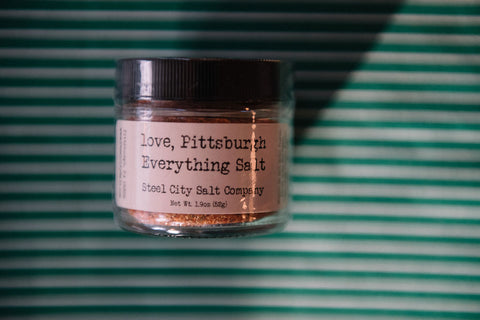 love, Pittsburgh
Everything Salt
Steel City Salt Company
Net Wt. 1.9oz (52g)